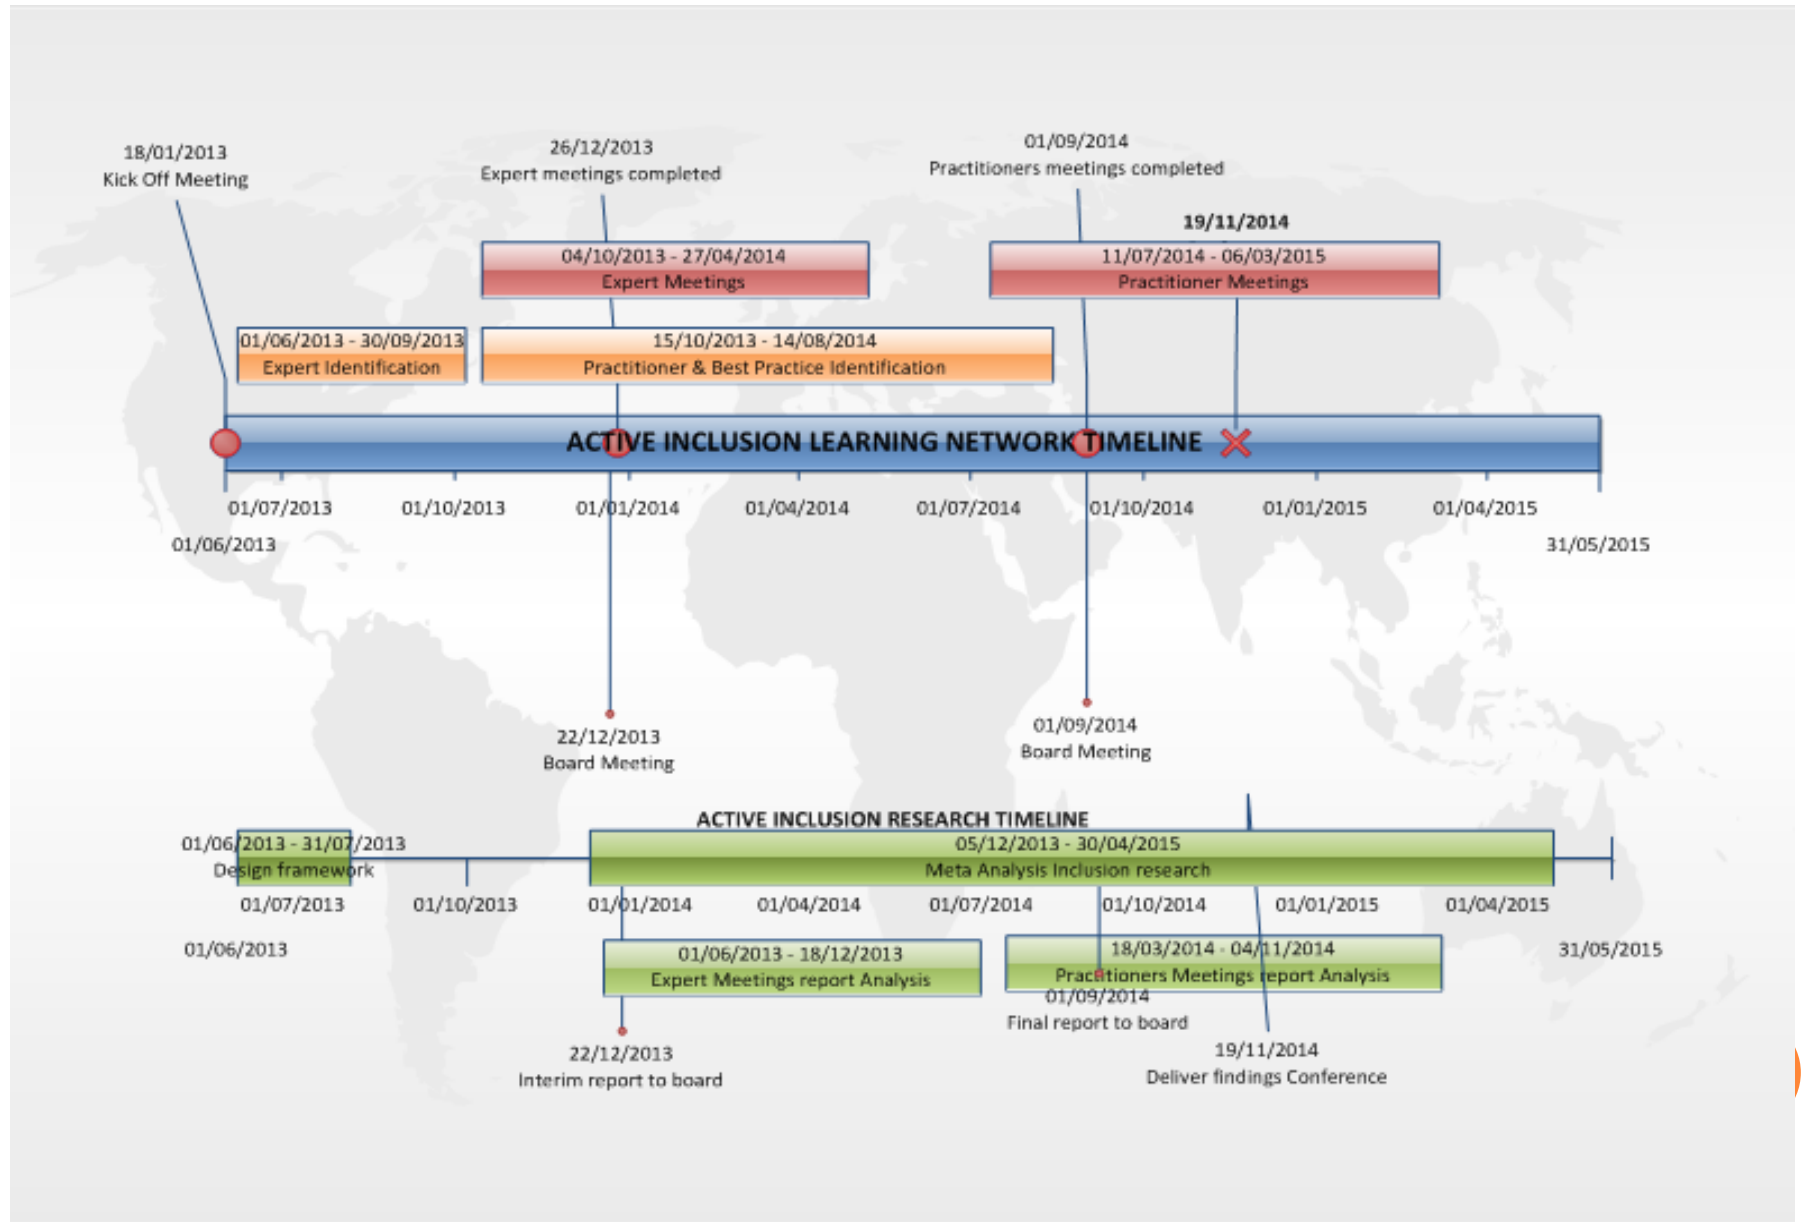 18/01/2013
Kick Off Meeting
26/12/2013
Expert meetings completed
01/09/2014
Practitioners meetings completed
19/11/2014
04/10/2013 - 27/04/2014
Expert Meetings
11/07/2014 - 06/03/2015
Practitioner Meetings
01/06/2013 - 30/09/2013
Expert Identification
15/10/2013 - 14/08/2014
Practitioner & Best Practice Identification
ACTIVE INCLUSION LEARNING NETWORK TIMELINE
01/07/2013
01/10/2013
01/01/2014
01/04/2014
01/07/2014
01/10/2014
01/01/2015
01/04/2015
01/06/2013
31/05/2015
22/12/2013
Board Meeting
01/09/2014
Board Meeting
ACTIVE INCLUSION RESEARCH TIMELINE
01/06/2013 - 31/07/2013
Design framework
05/12/2013 - 30/04/2015
Meta Analysis Inclusion research
01/07/2013
01/10/2013
01/01/2014
01/04/2014
01/07/2014
01/10/2014
01/01/2015
01/04/2015
01/06/2013
31/05/2015
01/06/2013 - 18/12/2013
Expert Meetings report Analysis
18/03/2014 - 04/11/2014
Practitioners Meetings report Analysis
01/09/2014
Final report to board
22/12/2013
Interim report to board
19/11/2014
Deliver findings Conference